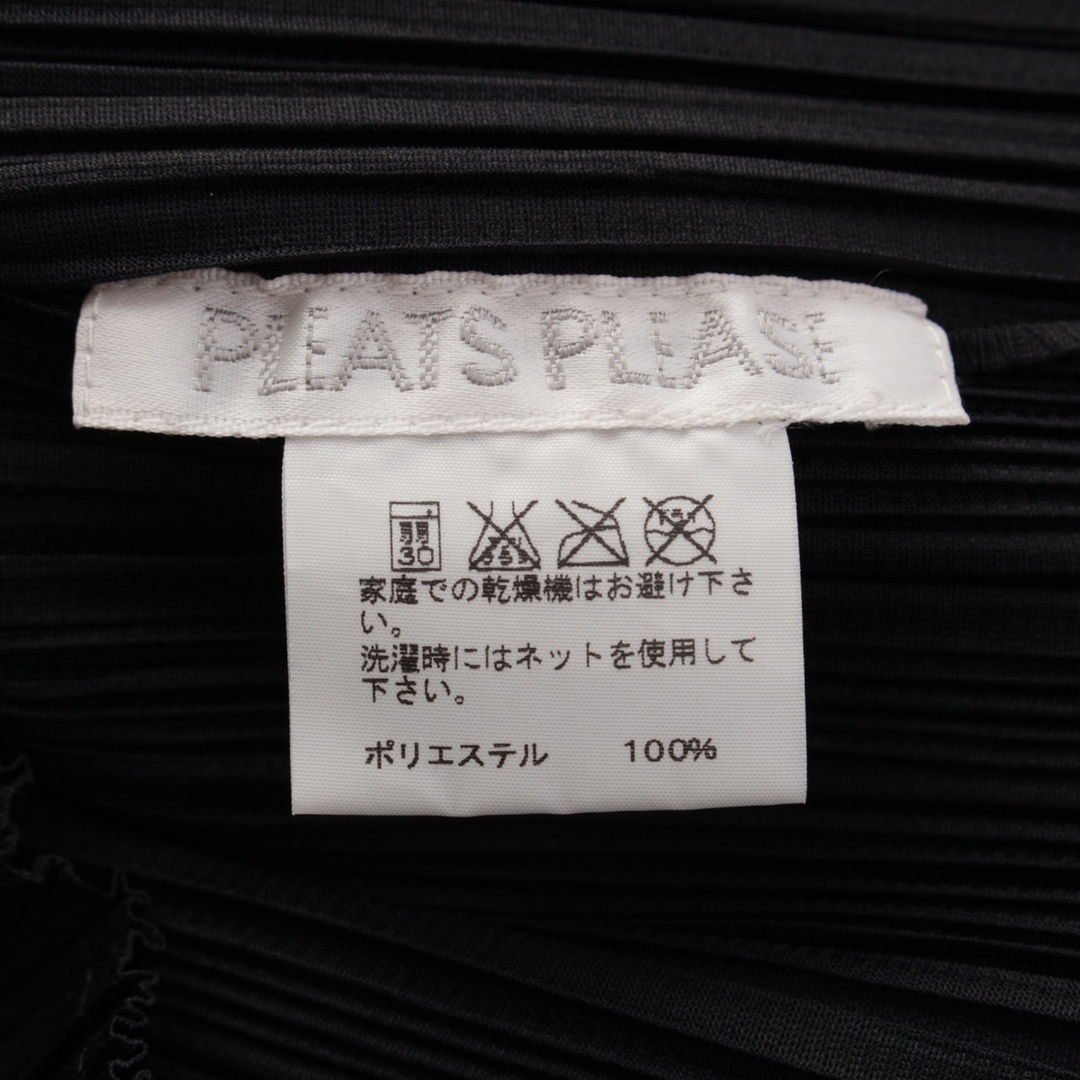 PLEATS PLEASE
弱
30
家庭での乾燥機はお避け下さ
い。
洗濯時にはネットを使用して
下さい。
ポリエステル 100%